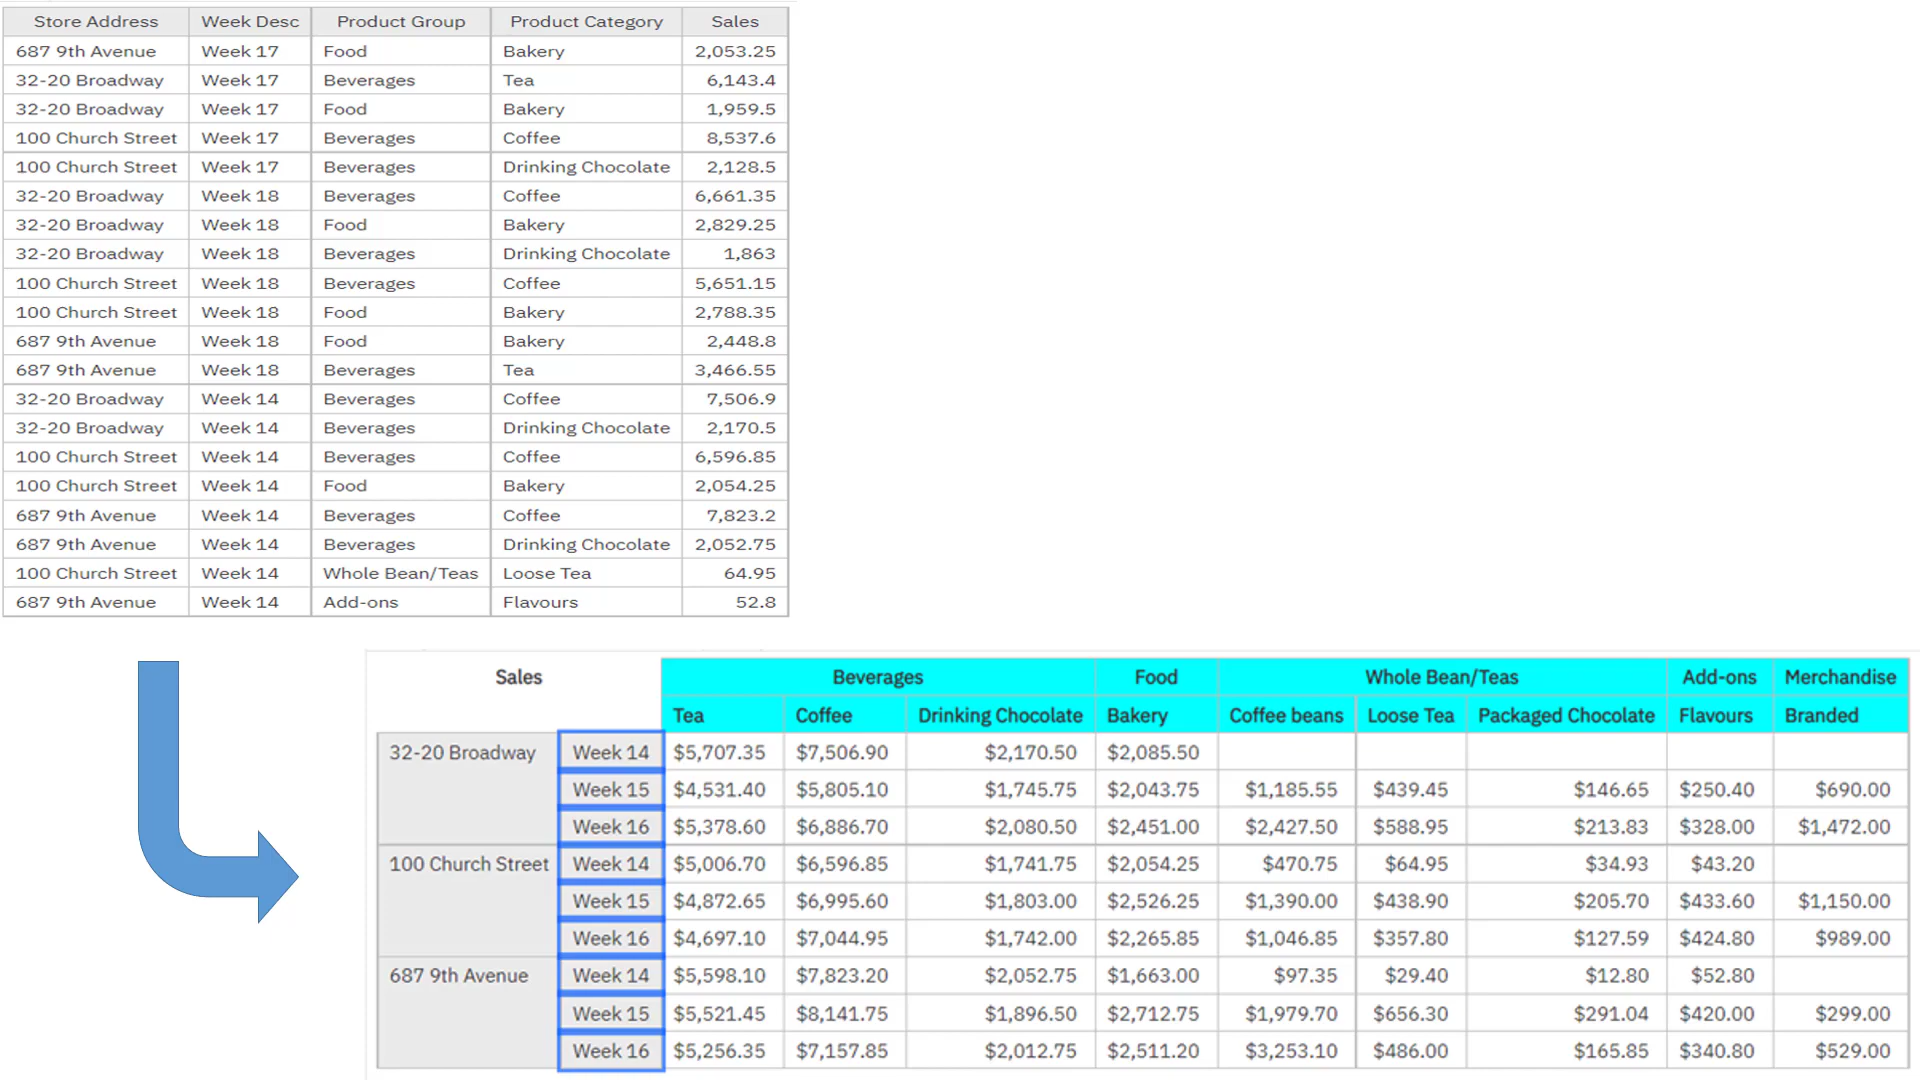 Store Address Week Desc Product Group Product Category Sales
687 9th Avenue Week 17 Food Bakery 2,053.25
32-20 Broadway Week 17 Beverages Tea 6,143.4
32-20 Broadway Week 17 Food Bakery 1,959.5
100 Church Street Week 17 Beverages Coffee 8,537.6
100 Church Street Week 17 Beverages Drinking Chocolate 2,128.5
32-20 Broadway Week 18 Beverages Coffee 6,661.35
32-20 Broadway Week 18 Food Bakery 2,829.25
32-20 Broadway Week 18 Beverages Drinking Chocolate 1,863
100 Church Street Week 18 Beverages Coffee 5,651.15
100 Church Street Week 18 Food Bakery 2,788.35
687 9th Avenue Week 18 Food Bakery 2,448.8
687 9th Avenue Week 18 Beverages Tea 3,466.55
32-20 Broadway Week 14 Beverages Coffee 7,506.9
32-20 Broadway Week 14 Beverages Drinking Chocolate 2,170.5
100 Church Street Week 14 Beverages Coffee 6,596.85
100 Church Street Week 14 Food Bakery 2,054.25
687 9th Avenue Week 14 Beverages Coffee 7,823.2
687 9th Avenue Week 14 Beverages Drinking Chocolate 2,052.75
100 Church Street Week 14 Whole Bean/Teas Loose Tea 64.95
687 9th Avenue Week 14 Add-ons Flavours 52.8
Sales Beverages Food Whole Bean/Teas Add-ons Merchandise
Tea Coffee Drinking Chocolate Bakery Coffee beans Loose Tea Packaged Chocolate Flavours Branded
32-20 Broadway Week 14 $5,707.35 $7,506.90 $2,170.50 $2,085.50
Week 15 $4,531.40 $5,805.10 $1,745.75 $2,043.75 $1,185.55 $439.45 $146.65 $250.40 $690.00
Week 16 $5,378.60 $6,886.70 $2,080.50 $2,451.00 $2,427.50 $588.95 $213.83 $328.00 $1,472.00
100 Church Street Week 14 $5,006.70 $6,596.85 $1,741.75 $2,054.25 $470.75 $64.95 $34.93 $43.20
Week 15 $4,872.65 $6,995.60 $1,803.00 $2,526.25 $1,390.00 $438.90 $205.70 $433.60 $1,150.00
Week 16 $4,697.10 $7,044.95 $1,742.00 $2,265.85 $1,046.85 $357.80 $127.59 $424.80 $989.00
687 9th Avenue Week 14 $5,598.10 $7,823.20 $2,052.75 $1,663.00 $97.35 $29.40 $12.80 $52.80
Week 15 $5,521.45 $8,141.75 $1,896.50 $2,712.75 $1,979.70 $656.30 $291.04 $420.00 $299.00
Week 16 $5,256.35 $7,157.85 $2,012.75 $2,511.20 $3,253.10 $486.00 $165.85 $340.80 $529.00